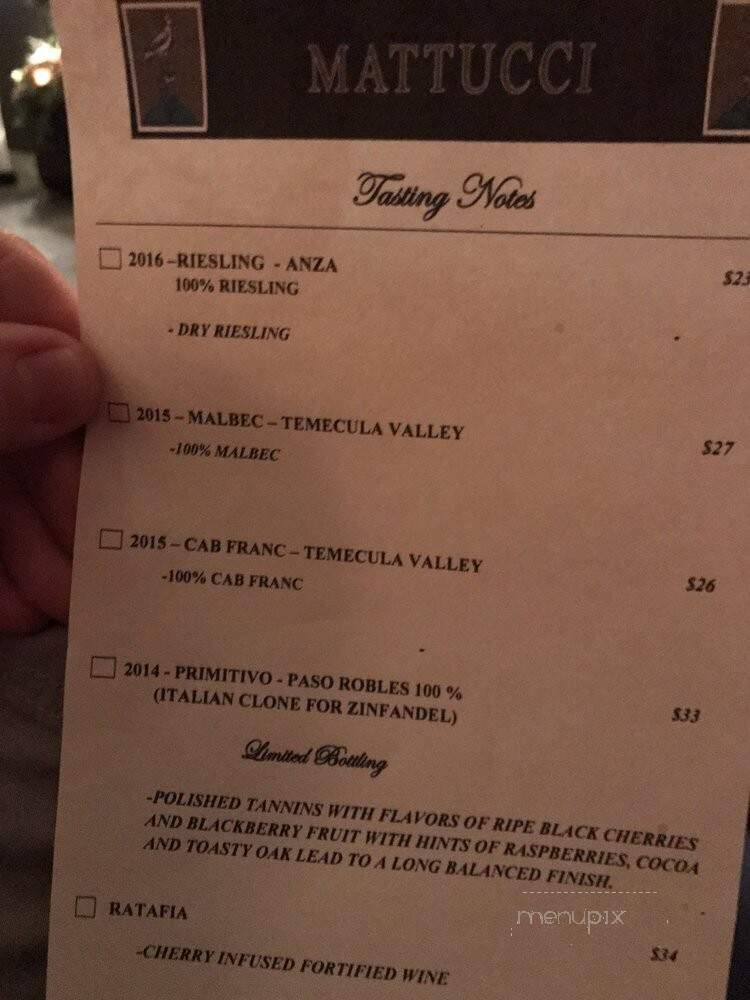 MATTUCCI
Tasting Notes
2016 –RIESLING - ANZA $23
100% RIESLING
- DRY RIESLING
2015 – MALBEC – TEMECULA VALLEY $27
-100% MALBEC
2015 – CAB FRANC – TEMECULA VALLEY $26
-100% CAB FRANC
2014 - PRIMITIVO - PASO ROBLES 100 %
(ITALIAN CLONE FOR ZINFANDEL) $33
Limited Bottling
-POLISHED TANNINS WITH FLAVORS OF RIPE BLACK CHERRIES
AND BLACKBERRY FRUIT WITH HINTS OF RASPBERRIES, COCOA
AND TOASTY OAK LEAD TO A LONG BALANCED FINISH.
RATAFIA $34
-CHERRY INFUSED FORTIFIED WINE
menupix